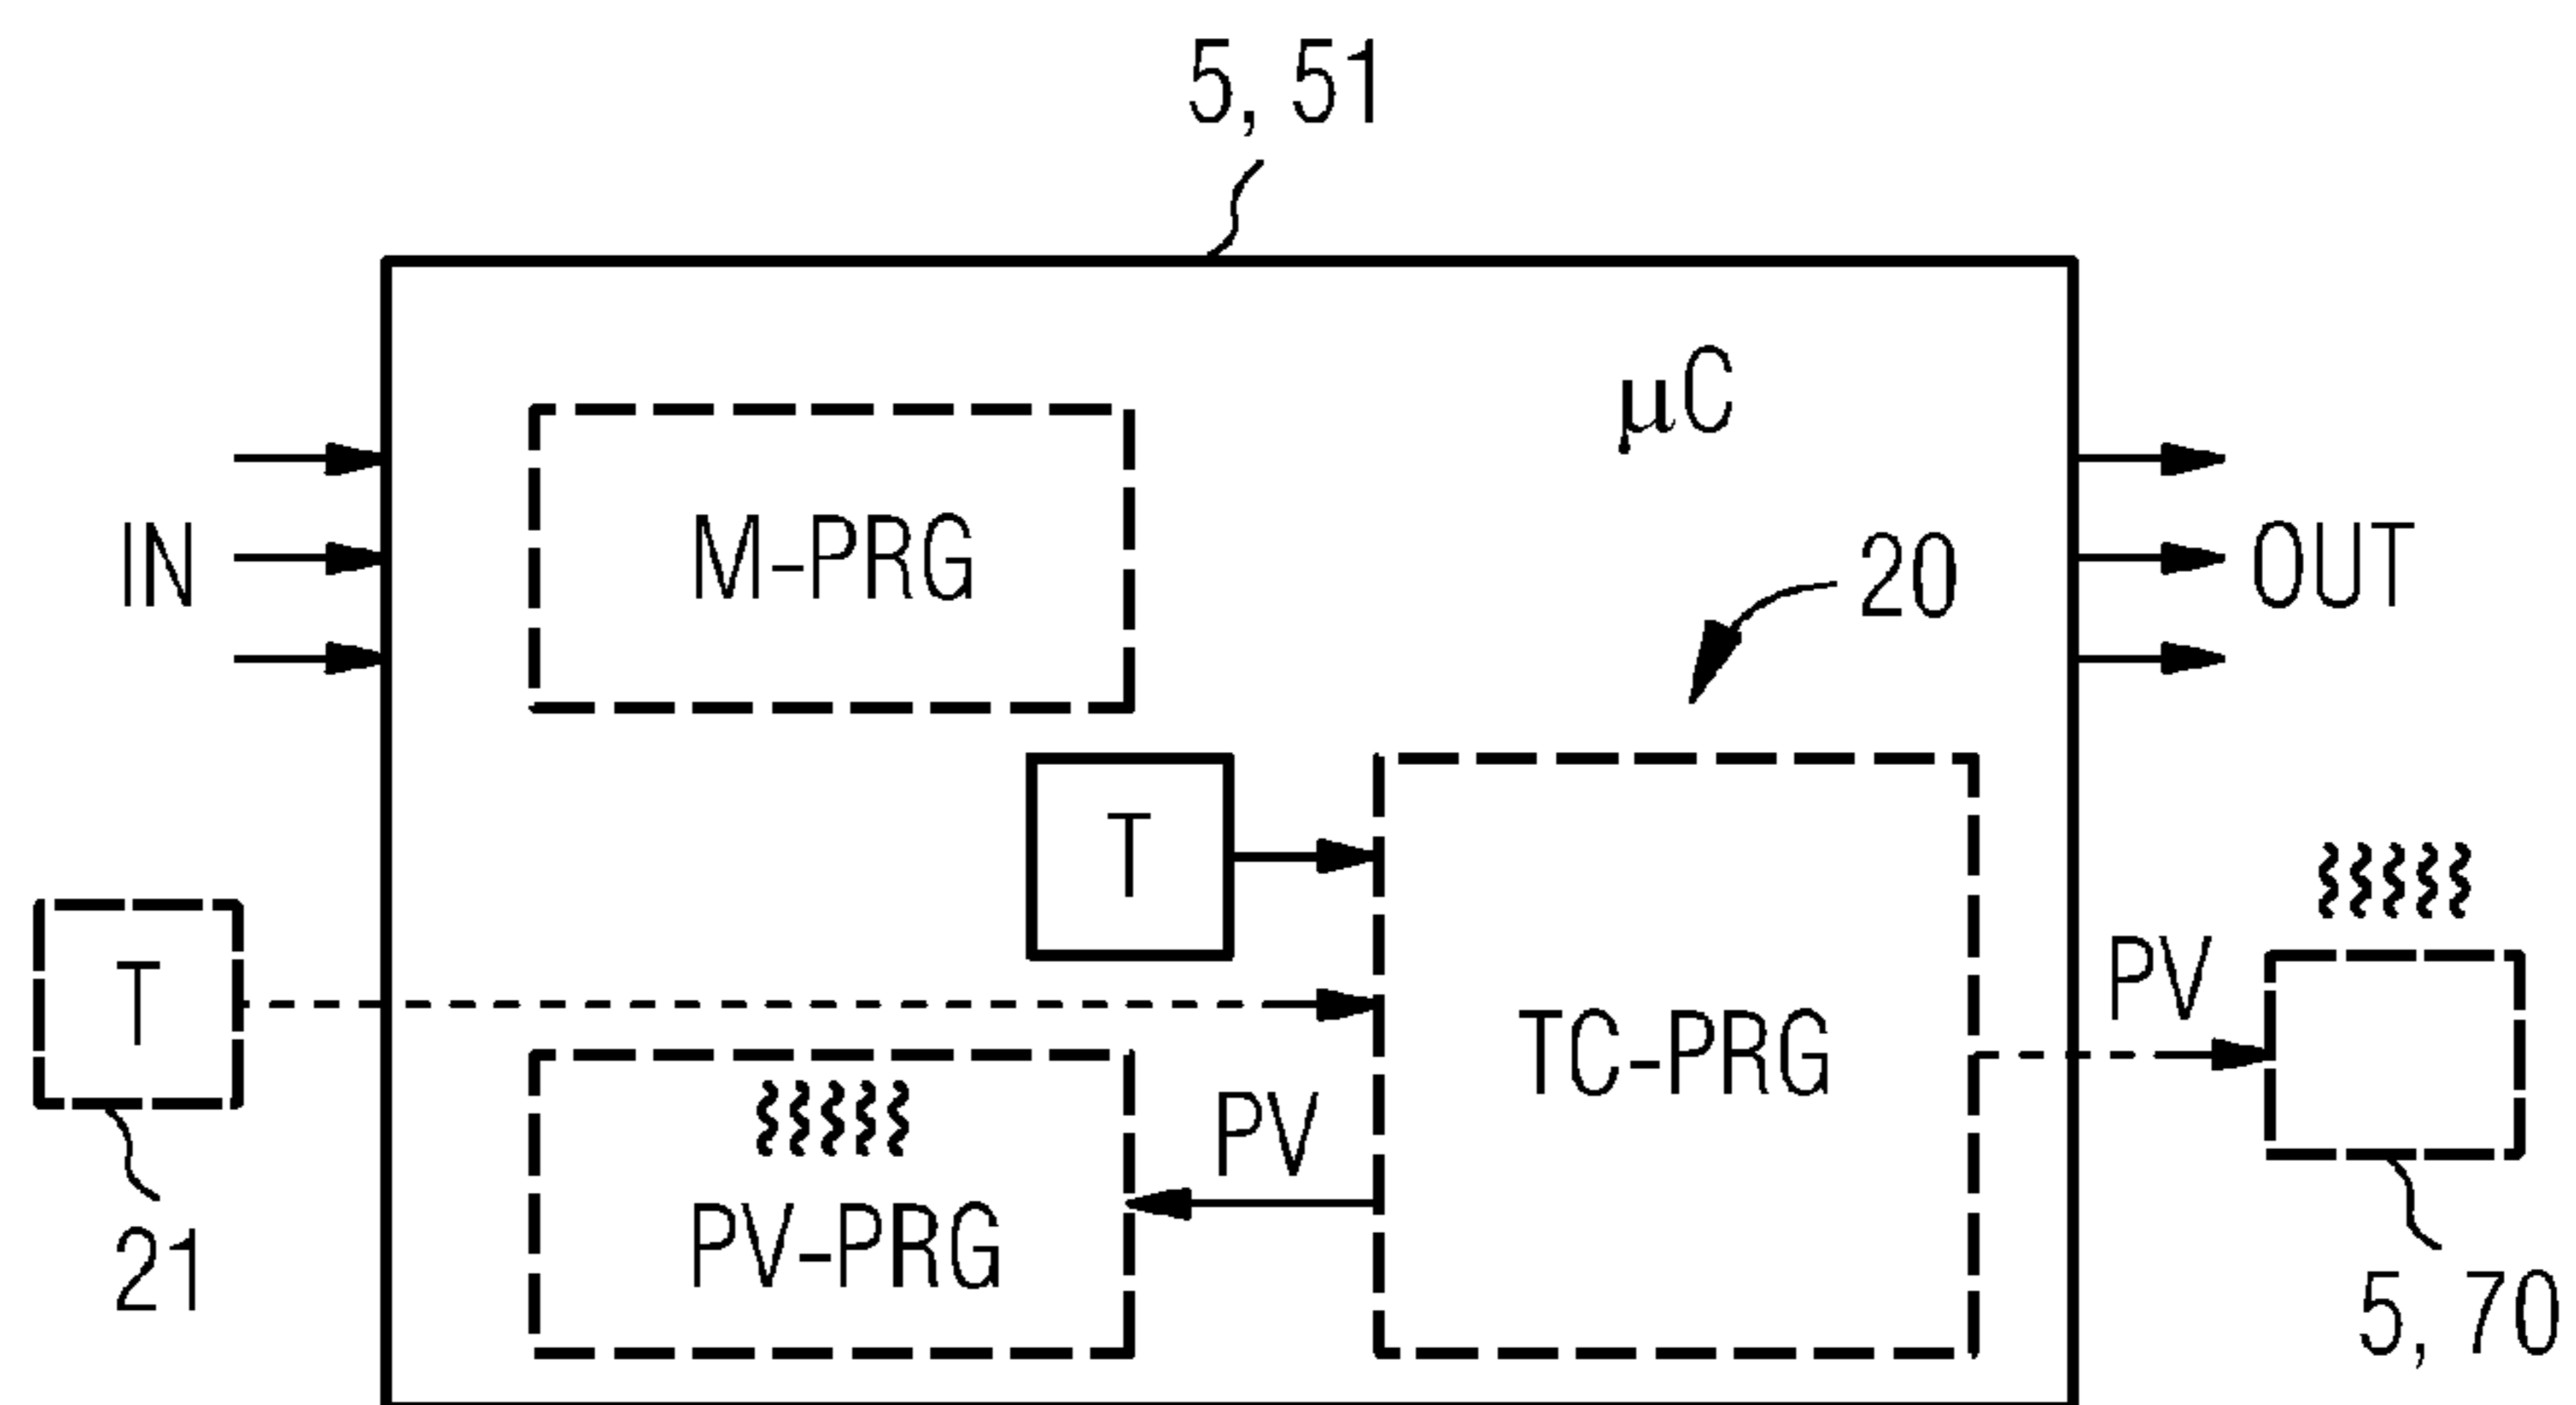 5, 51
µC
IN
M-PRG
20
OUT
T
T
PV
TC-PRG
PV
PV-PRG
21
5, 70